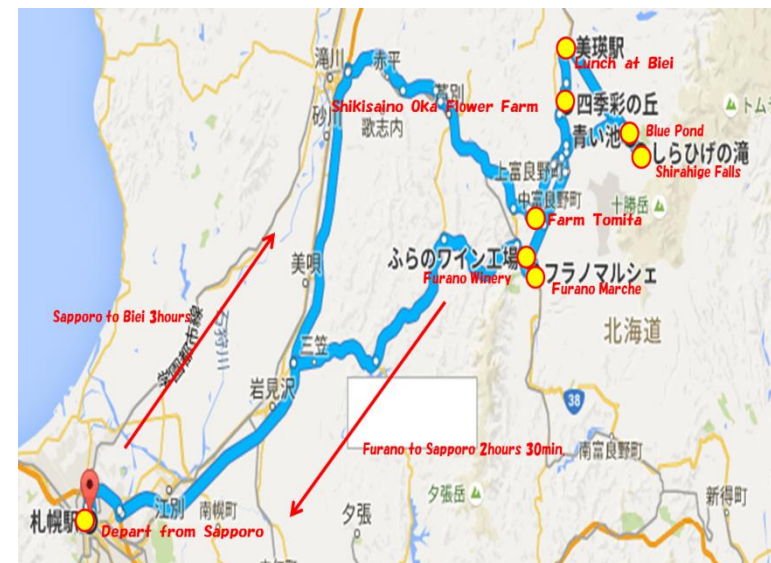 美瑛駅
Lunch at Biei
滝川
赤平
芦別
四季彩の丘
Shikisaino Oka Flower Farm
砂川
歌志内
青い池
Blue Pond
しらひげの滝
Shirahige Falls
上富良野町
中富良野町
十勝岳
Farm Tomita
ふらのワイン工場
Furano Winery
フラノマルシェ
Furano Marche
美唄
Sapporo to Biei 3hours
石狩川
三笠
北海道
岩見沢
38
Furano to Sapporo 2hours 30min
南富良野町
夕張岳
新得町
江別
南幌町
夕張
札幌駅
Depart from Sapporo